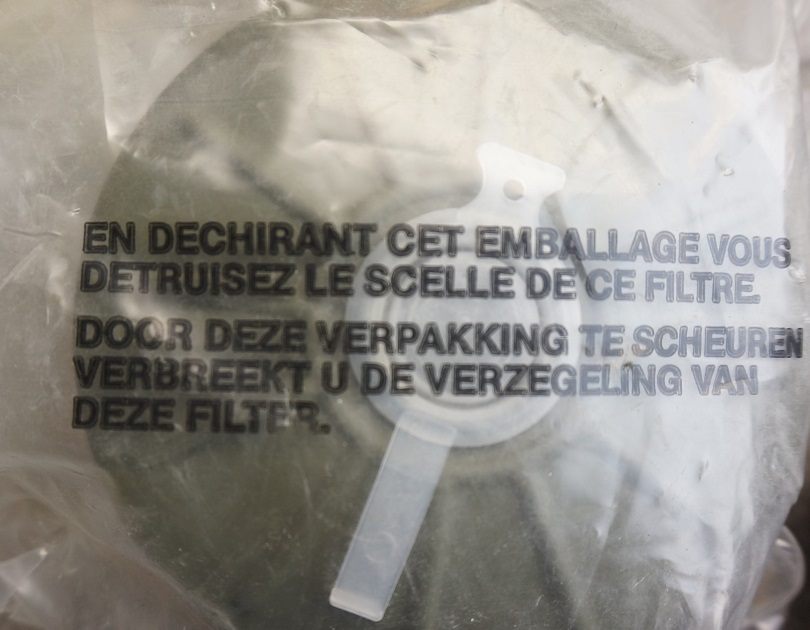 EN DECHIRANT CET EMBALLAGE VOUS
DETRUISEZ LE SCELLE DE CE FILTRE.
DOOR DEZE VERPAKKING TE SCHEUREN
VERBREEKT U DE VERZEGELING VAN
DEZE FILTER.